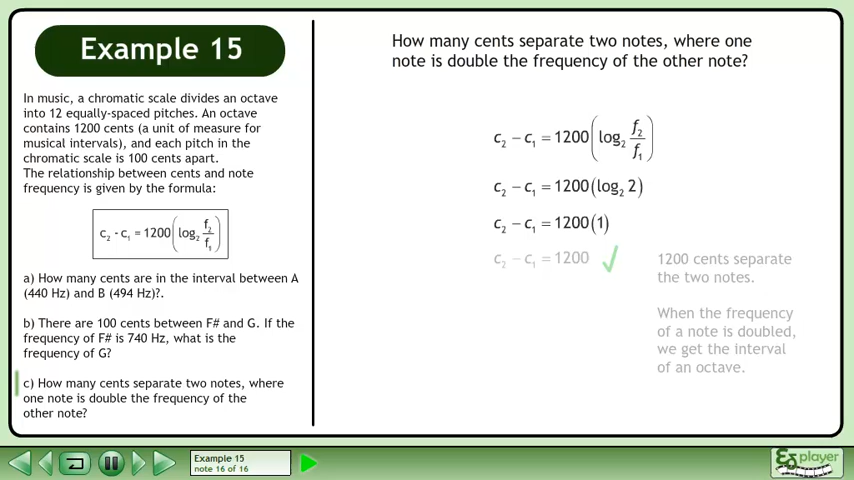 Example 15
In music, a chromatic scale divides an octave
into 12 equally-spaced pitches. An octave
contains 1200 cents (a unit of measure for
musical intervals), and each pitch in the
chromatic scale is 100 cents apart.
The relationship between cents and note
frequency is given by the formula:
c₂ - c₁ = 1200(log₂ f₂/f₁)
a) How many cents are in the interval between A
(440 Hz) and B (494 Hz)?.
b) There are 100 cents between F# and G. If the
frequency of F# is 740 Hz, what is the
frequency of G?
c) How many cents separate two notes, where
one note is double the frequency of the
other note?
How many cents separate two notes, where one
note is double the frequency of the other note?
c₂ – c₁ = 1200(log₂ f₂/f₁)
c₂ – c₁ = 1200(log₂ 2)
c₂ – c₁ = 1200(1)
c₂ – c₁ = 1200 ✓
1200 cents separate
the two notes.
When the frequency
of a note is doubled,
we get the interval
of an octave.
Example 15
note 16 of 16
player